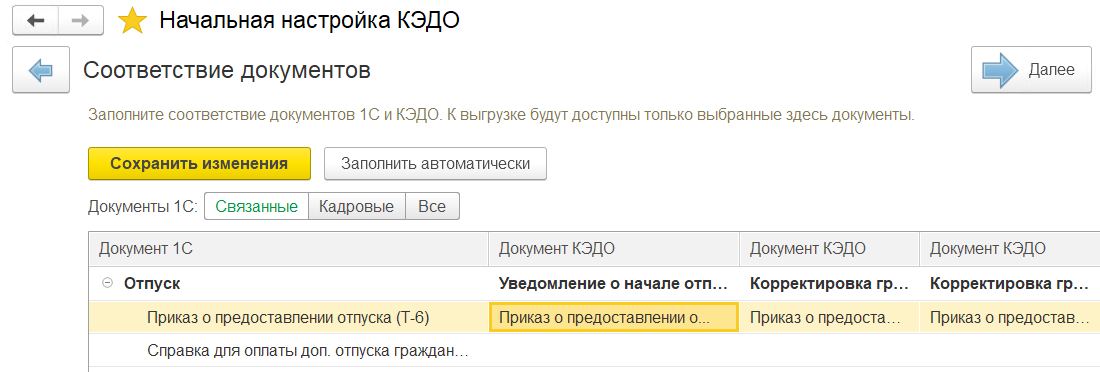 Начальная настройка КЭДО
Соответствие документов
Далее
Заполните соответствие документов 1С и КЭДО. К выгрузке будут доступны только выбранные здесь документы.
Сохранить изменения Заполнить автоматически
Документы 1С: Связанные Кадровые Все
Документ 1С Документ КЭДО Документ КЭДО Документ КЭДО
Отпуск Уведомление о начале отп... Корректировка гр... Корректировка гр...
Приказ о предоставлении отпуска (Т-6) Приказ о предоставлении о... Приказ о предоста... Приказ о предостав...
Справка для оплаты доп. отпуска граждан...